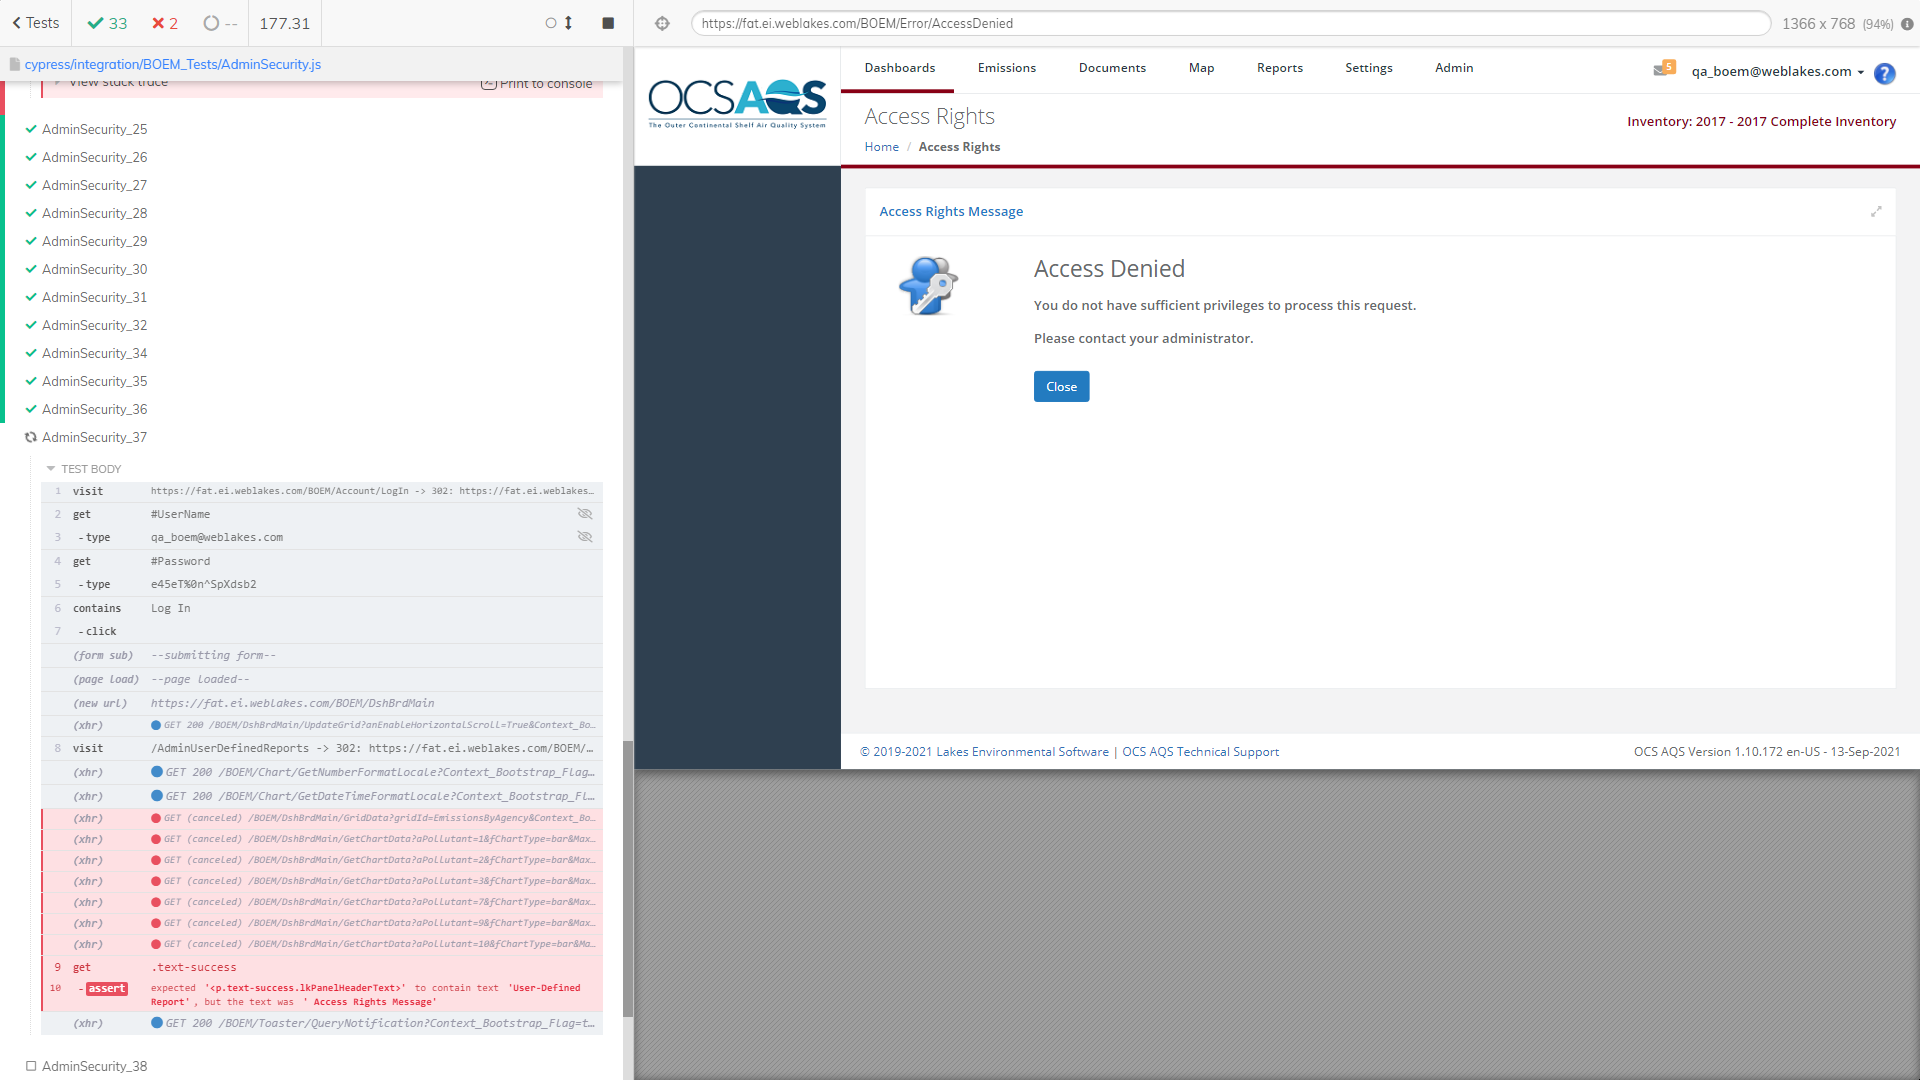 Tests
33
2
--
177.31
cypress/integration/BOEM_Tests/AdminSecurity.js
View stack trace
Print to console
AdminSecurity_25
AdminSecurity_26
AdminSecurity_27
AdminSecurity_28
AdminSecurity_29
AdminSecurity_30
AdminSecurity_31
AdminSecurity_32
AdminSecurity_34
AdminSecurity_35
AdminSecurity_36
AdminSecurity_37
TEST BODY
1 visit https://fat.ei.weblakes.com/BOEM/Account/LogIn -> 302: https://fat.ei.weblakes…
2 get #UserName
3 -type qa_boem@weblakes.com
4 get #Password
5 -type e45eT%0n^SpXdsb2
6 contains Log In
7 -click
(form sub) --submitting form--
(page load) --page loaded--
(new url) https://fat.ei.weblakes.com/BOEM/DshBrdMain
(xhr) GET 200 /BOEM/DshBrdMain/UpdateGrid?anEnableHorizontalScroll=True&Context_Bo…
8 visit /AdminUserDefinedReports -> 302: https://fat.ei.weblakes.com/BOEM/…
(xhr) GET 200 /BOEM/Chart/GetNumberFormatLocale?Context_Bootstrap_Flag…
(xhr) GET 200 /BOEM/Chart/GetDateTimeFormatLocale?Context_Bootstrap_Fl…
(xhr) GET (canceled) /BOEM/DshBrdMain/GridData?gridId=EmissionsByAgency&Context_Bo…
(xhr) GET (canceled) /BOEM/DshBrdMain/GetChartData?aPollutant=1&fChartType=bar&Max…
(xhr) GET (canceled) /BOEM/DshBrdMain/GetChartData?aPollutant=2&fChartType=bar&Max…
(xhr) GET (canceled) /BOEM/DshBrdMain/GetChartData?aPollutant=3&fChartType=bar&Max…
(xhr) GET (canceled) /BOEM/DshBrdMain/GetChartData?aPollutant=7&fChartType=bar&Max…
(xhr) GET (canceled) /BOEM/DshBrdMain/GetChartData?aPollutant=9&fChartType=bar&Max…
(xhr) GET (canceled) /BOEM/DshBrdMain/GetChartData?aPollutant=10&fChartType=bar&Ma…
9 get .text-success
10 -assert expected '<p.text-success.lkPanelHeaderText>' to contain text 'User-Defined
Report', but the text was ' Access Rights Message'
(xhr) GET 200 /BOEM/Toaster/QueryNotification?Context_Bootstrap_Flag=t…
AdminSecurity_38
https://fat.ei.weblakes.com/BOEM/Error/AccessDenied
1366 x 768 (94%)
OCSAQS
The Outer Continental Shelf Air Quality System
Dashboards Emissions Documents Map Reports Settings Admin
5 qa_boem@weblakes.com ?
Access Rights
Inventory: 2017 - 2017 Complete Inventory
Home / Access Rights
Access Rights Message
Access Denied
You do not have sufficient privileges to process this request.
Please contact your administrator.
Close
© 2019-2021 Lakes Environmental Software | OCS AQS Technical Support
OCS AQS Version 1.10.172 en-US - 13-Sep-2021